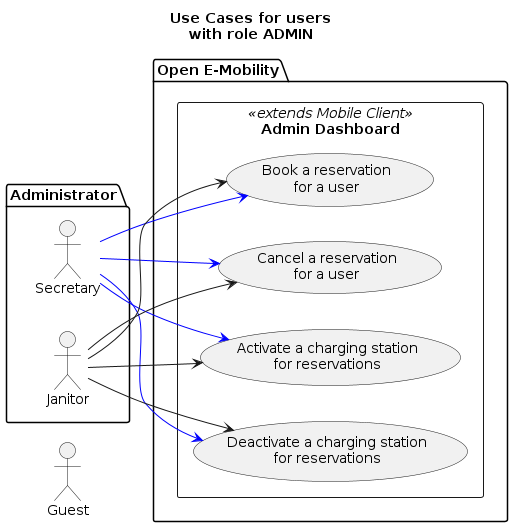 Use Cases for users
with role ADMIN
Open E-Mobility
«extends Mobile Client»
Admin Dashboard
Administrator
Secretary
Janitor
Guest
Book a reservation
for a user
Cancel a reservation
for a user
Activate a charging station
for reservations
Deactivate a charging station
for reservations